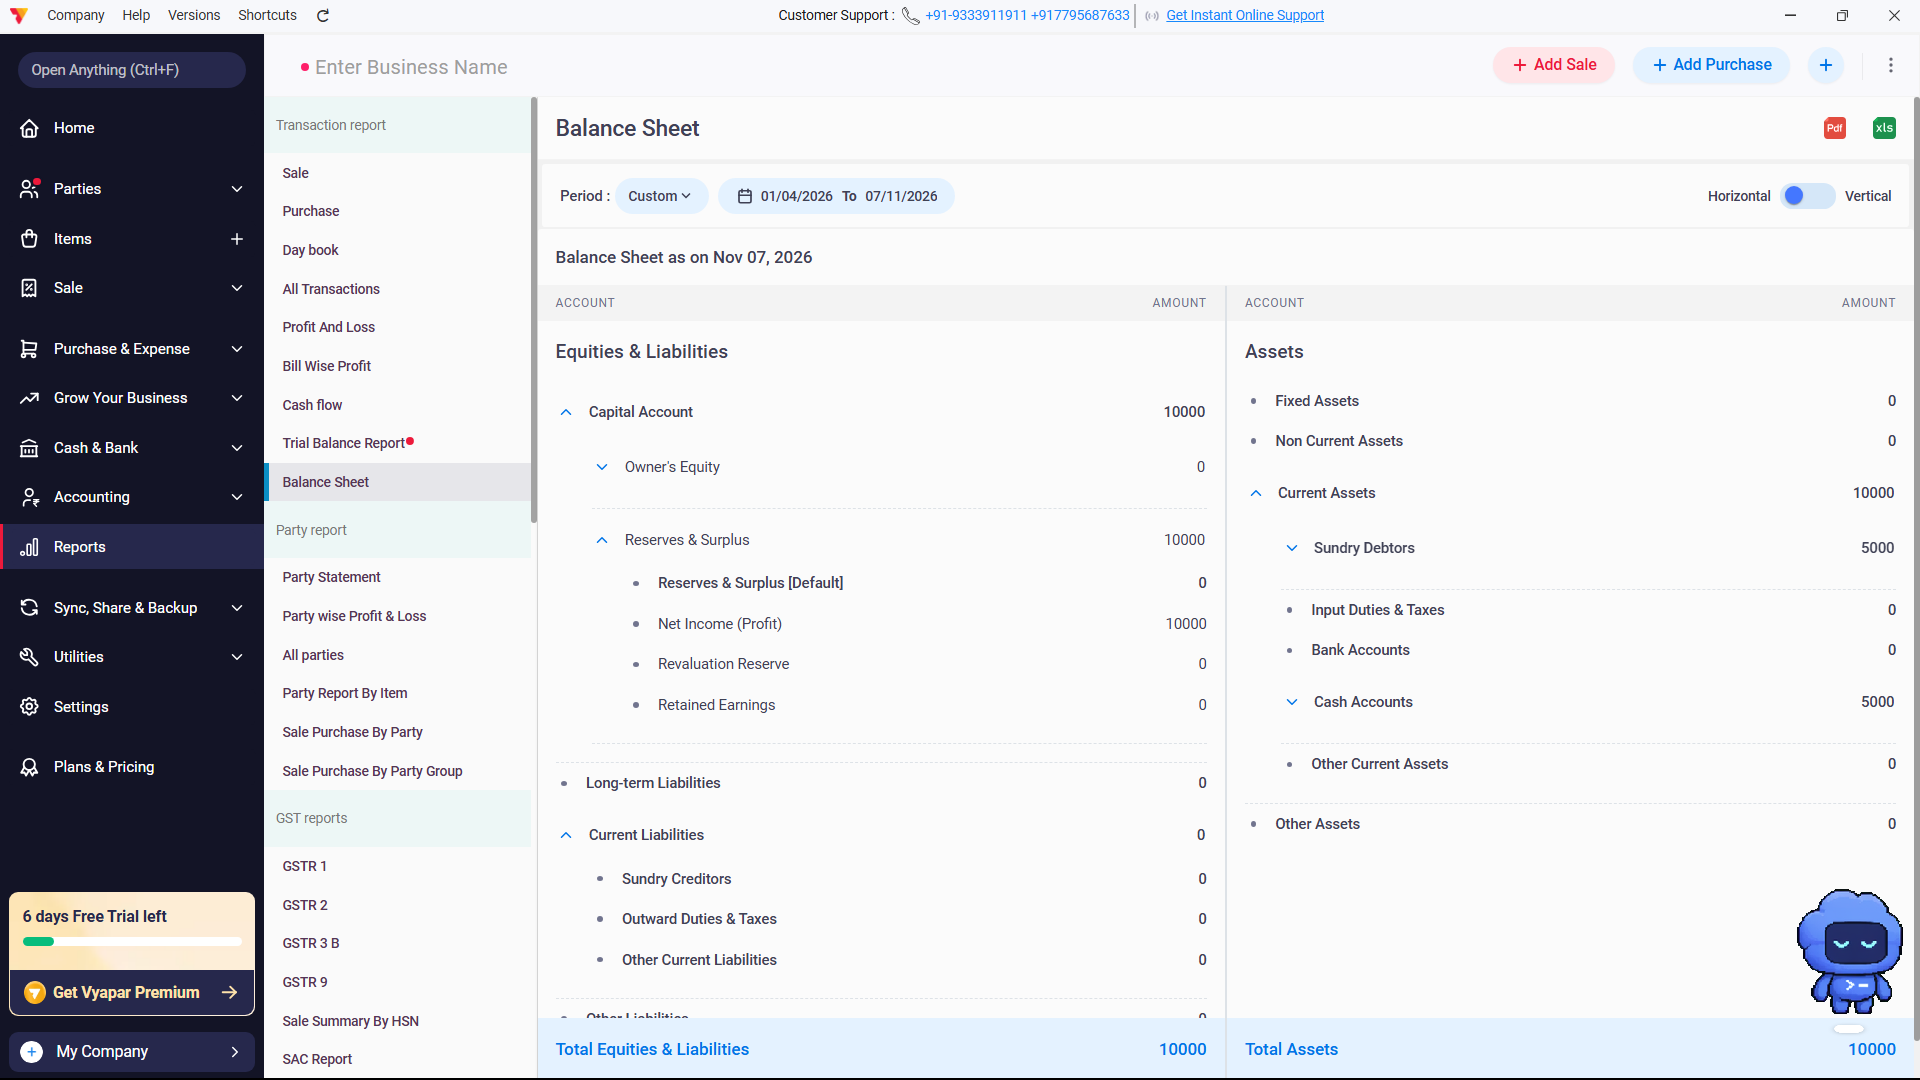 Company Help Versions Shortcuts
Customer Support : +91-9333911911 +917795687633 Get Instant Online Support
Open Anything (Ctrl+F)
Home
Parties
Items
Sale
Purchase & Expense
Grow Your Business
Cash & Bank
Accounting
Reports
Sync, Share & Backup
Utilities
Settings
Plans & Pricing
6 days Free Trial left
Get Vyapar Premium
My Company
Enter Business Name
Add Sale
Add Purchase
Transaction report
Sale
Purchase
Day book
All Transactions
Profit And Loss
Bill Wise Profit
Cash flow
Trial Balance Report
Balance Sheet
Party report
Party Statement
Party wise Profit & Loss
All parties
Party Report By Item
Sale Purchase By Party
Sale Purchase By Party Group
GST reports
GSTR 1
GSTR 2
GSTR 3 B
GSTR 9
Sale Summary By HSN
SAC Report
Balance Sheet
Pdf
xls
Period : Custom 01/04/2026 To 07/11/2026
Horizontal Vertical
Balance Sheet as on Nov 07, 2026
ACCOUNT AMOUNT
Equities & Liabilities
Capital Account 10000
Owner's Equity 0
Reserves & Surplus 10000
Reserves & Surplus [Default] 0
Net Income (Profit) 10000
Revaluation Reserve 0
Retained Earnings 0
Long-term Liabilities 0
Current Liabilities 0
Sundry Creditors 0
Outward Duties & Taxes 0
Other Current Liabilities 0
Other Liabilities 0
Total Equities & Liabilities 10000
ACCOUNT AMOUNT
Assets
Fixed Assets 0
Non Current Assets 0
Current Assets 10000
Sundry Debtors 5000
Input Duties & Taxes 0
Bank Accounts 0
Cash Accounts 5000
Other Current Assets 0
Other Assets 0
Total Assets 10000